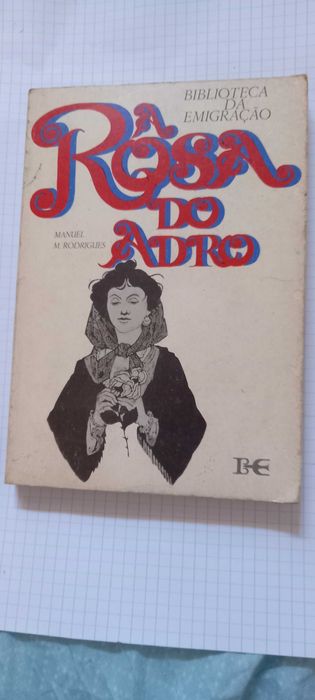 BIBLIOTECA
DA
EMIGRAÇÃO
A
ROSA
DO
ADRO
MANUEL
M. RODRIGUES
BE